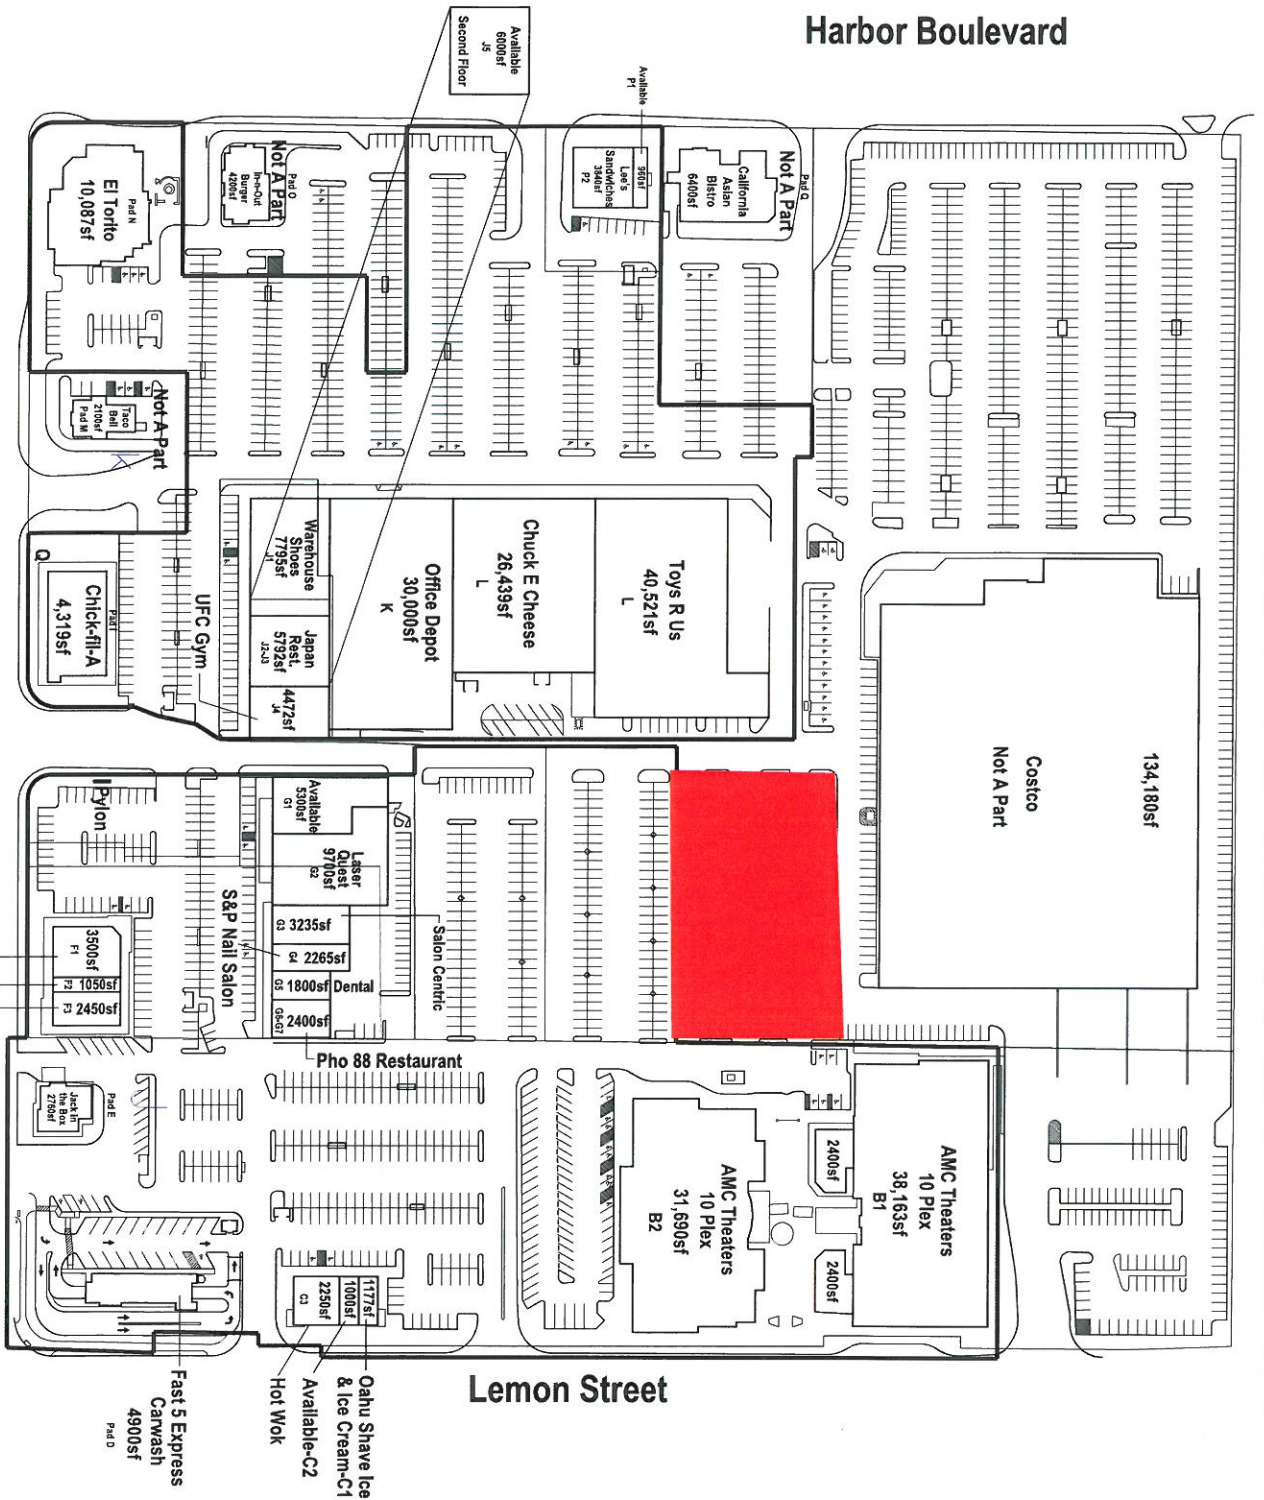 Harbor Boulevard
Available
6000sf
J5
Second Floor
Available
P1
960sf
Lee's
Sandwiches
3840sf
P2
California
Asian
Bistro
6400sf
Not A Part
Pad Q
Not A Part
Pad O
In-n-Out
Burger
4200sf
Pad N
El Torito
10,087sf
Not A Part
Taco
Bell
2100sf
Pad M
Warehouse
Shoes
7795sf
J1
Japan
Rest.
5792sf
J2-J3
4472sf
J4
UFC Gym
Office Depot
30,000sf
K
Chuck E Cheese
26,439sf
L
Toys R Us
40,521sf
L
Q
Pad I
Chick-fil-A
4,319sf
134,180sf
Costco
Not A Part
Pylon
Available
5300sf
G1
Laser
Quest
9700sf
G2
G3 3235sf
G4 2265sf
G5 1800sf
Dental
G6-G7 2400sf
Salon Centric
S&P Nail Salon
Pho 88 Restaurant
3500sf
F1
F2 1050sf
F3 2450sf
Pad E
Jack in
the Box
2760sf
AMC Theaters
10 Plex
38,163sf
B1
2400sf
2400sf
AMC Theaters
10 Plex
31,690sf
B2
1177sf
1000sf
2250sf
C3
Lemon Street
Oahu Shave Ice
& Ice Cream-C1
Available-C2
Hot Wok
Fast 5 Express
Carwash
4900sf
Pad D